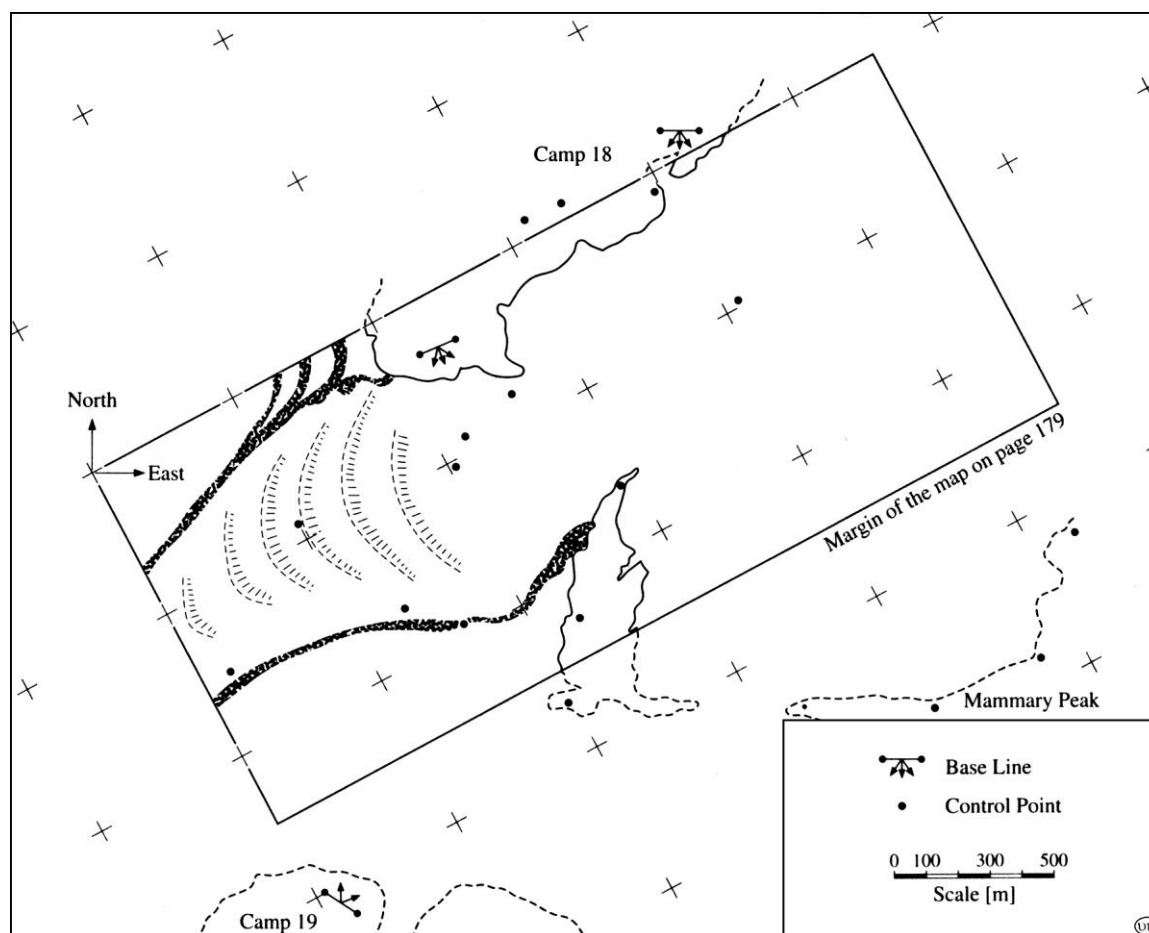 Camp 18
North
East
Margin of the map on page 179
Mammary Peak
Base Line
Control Point
0 100 300 500
Scale [m]
Camp 19